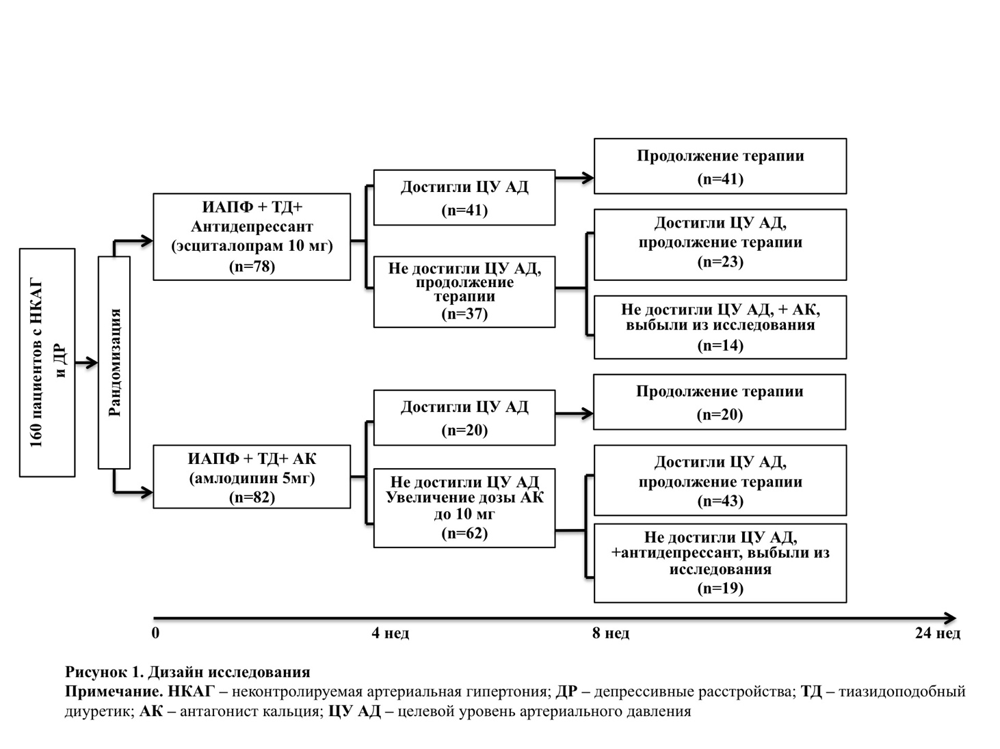 160 пациентов с НКАГ
и ДР
Рандомизация
ИАПФ + ТД+
Антидепрессант
(эсциталопрам 10 мг)
(n=78)
Достигли ЦУ АД
(n=41)
Продолжение терапии
(n=41)
Не достигли ЦУ АД,
продолжение
терапии
(n=37)
Достигли ЦУ АД,
продолжение терапии
(n=23)
Не достигли ЦУ АД, + АК,
выбыли из исследования
(n=14)
ИАПФ + ТД+ АК
(амлодипин 5мг)
(n=82)
Достигли ЦУ АД
(n=20)
Продолжение терапии
(n=20)
Не достигли ЦУ АД
Увеличение дозы АК
до 10 мг
(n=62)
Достигли ЦУ АД,
продолжение терапии
(n=43)
Не достигли ЦУ АД,
+антидепрессант, выбыли из
исследования
(n=19)
0
4 нед
8 нед
24 нед
Рисунок 1. Дизайн исследования
Примечание. НКАГ – неконтролируемая артериальная гипертония; ДР – депрессивные расстройства; ТД – тиазидоподобный
диуретик; АК – антагонист кальция; ЦУ АД – целевой уровень артериального давления